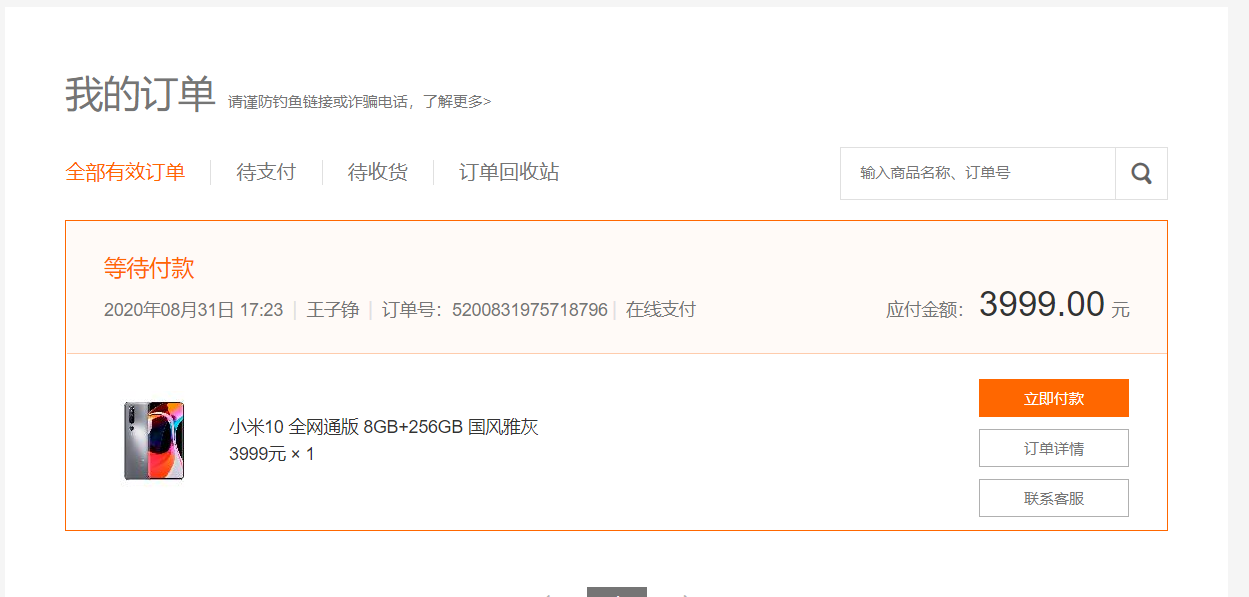 我的订单 请谨防钓鱼链接或诈骗电话，了解更多>
全部有效订单 待支付 待收货 订单回收站 输入商品名称、订单号
等待付款
2020年08月31日 17:23 王子铮 订单号：5200831975718796 在线支付 应付金额：3999.00 元
立即付款
小米10 全网通版 8GB+256GB 国风雅灰
3999元 × 1
订单详情
联系客服